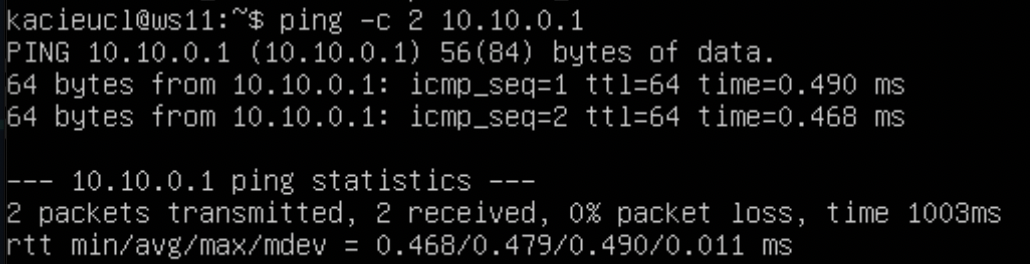 kacieucl@ws11:~$ ping -c 2 10.10.0.1
PING 10.10.0.1 (10.10.0.1) 56(84) bytes of data.
64 bytes from 10.10.0.1: icmp_seq=1 ttl=64 time=0.490 ms
64 bytes from 10.10.0.1: icmp_seq=2 ttl=64 time=0.468 ms

--- 10.10.0.1 ping statistics ---
2 packets transmitted, 2 received, 0% packet loss, time 1003ms
rtt min/avg/max/mdev = 0.468/0.479/0.490/0.011 ms